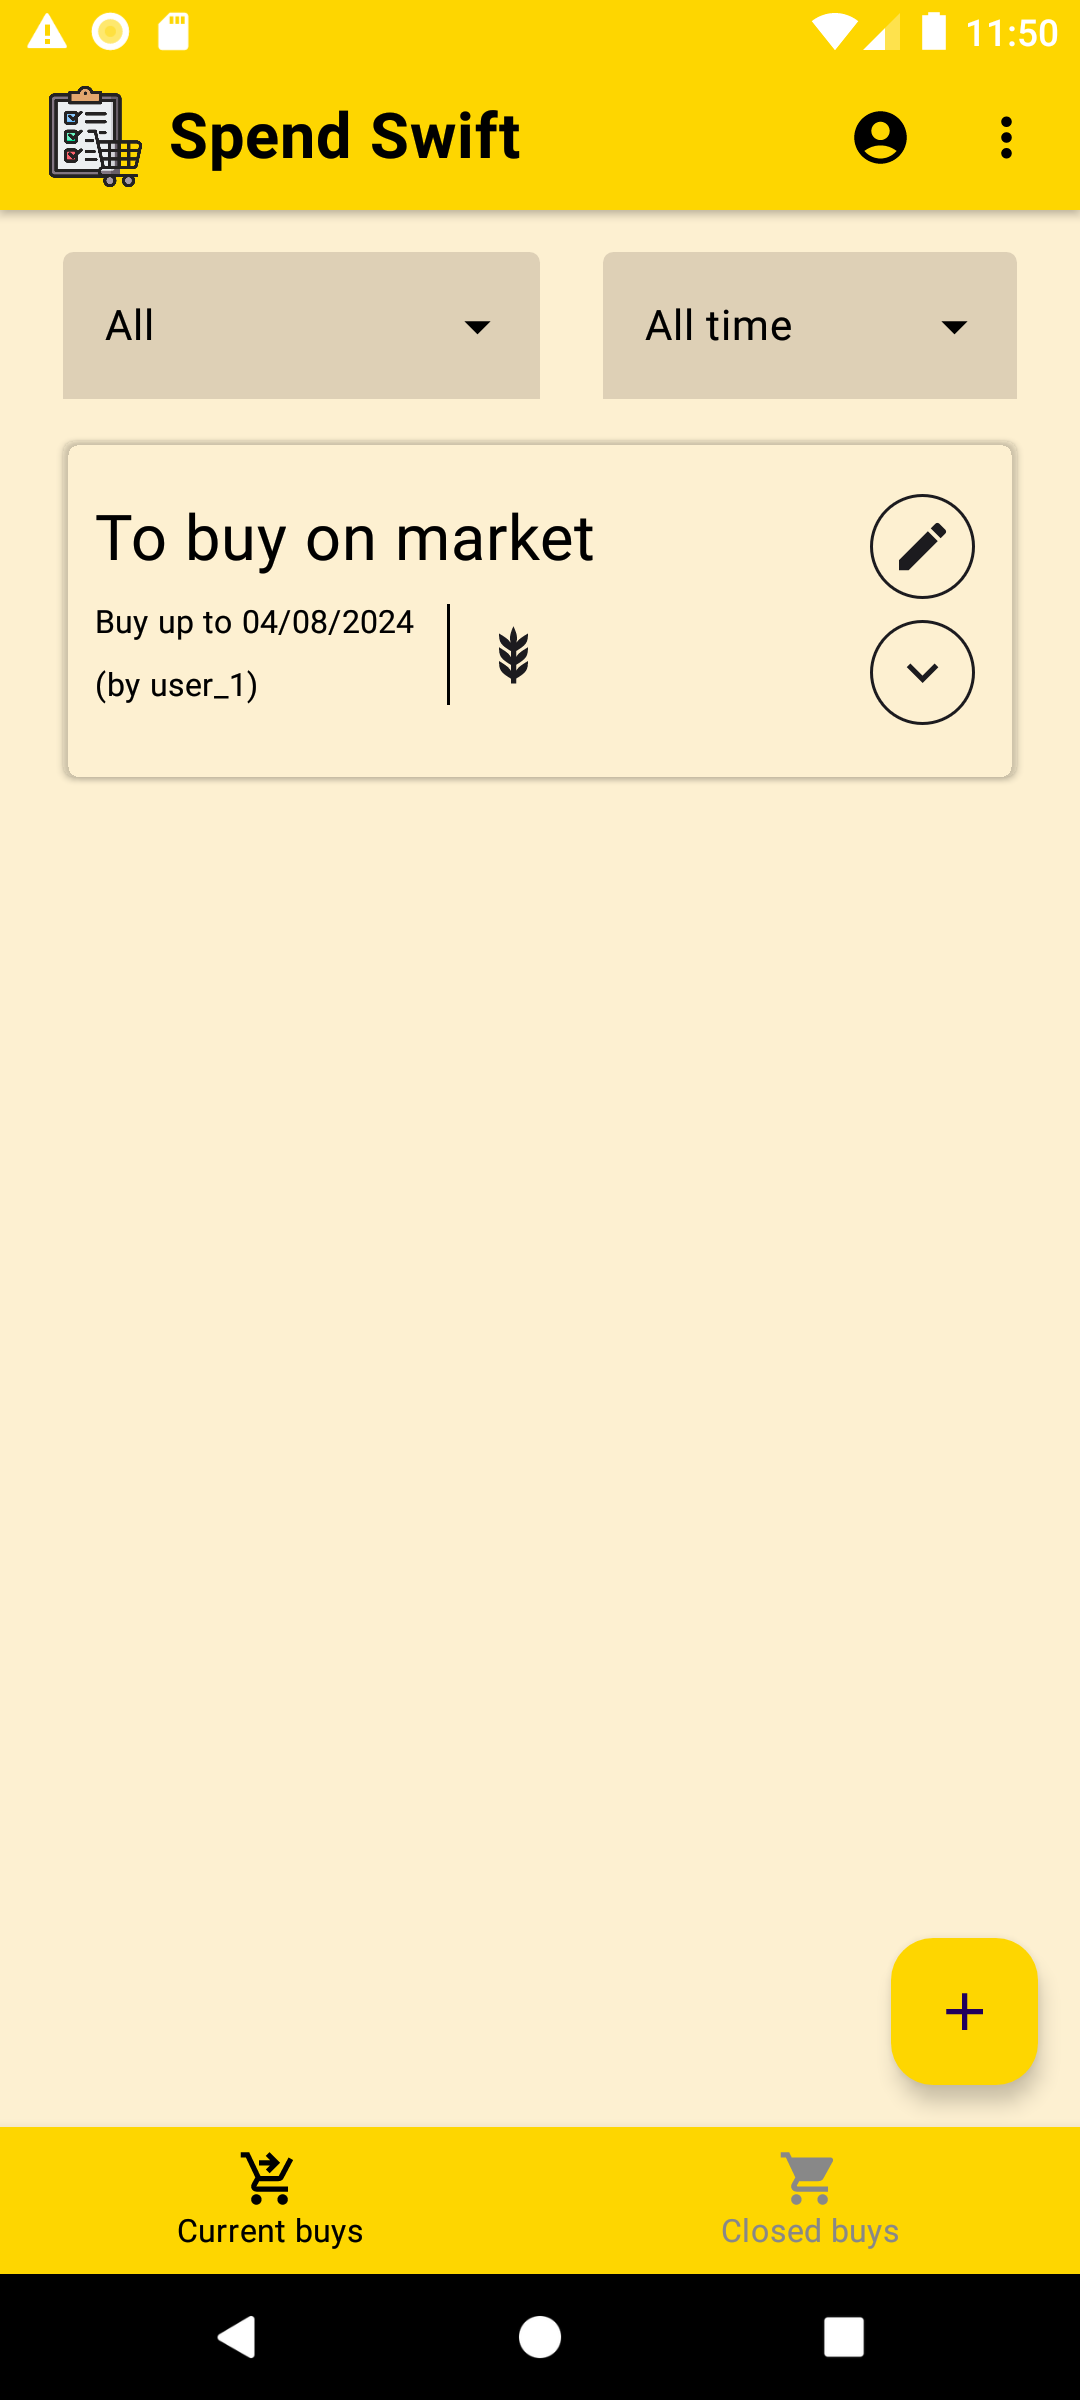 11:50
Spend Swift
All
All time
To buy on market
Buy up to 04/08/2024
(by user_1)
Current buys
Closed buys